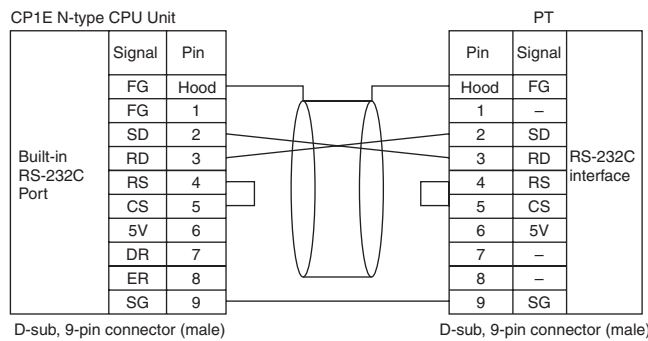 CP1E N-type CPU Unit PT
Signal Pin Pin Signal
FG Hood Hood FG
FG 1 1 –
SD 2 2 SD
Built-in RS-232C Port RD 3 3 RD RS-232C interface
RS 4 4 RS
CS 5 5 CS
5V 6 6 5V
DR 7 7 –
ER 8 8 –
SG 9 9 SG
D-sub, 9-pin connector (male) D-sub, 9-pin connector (male)